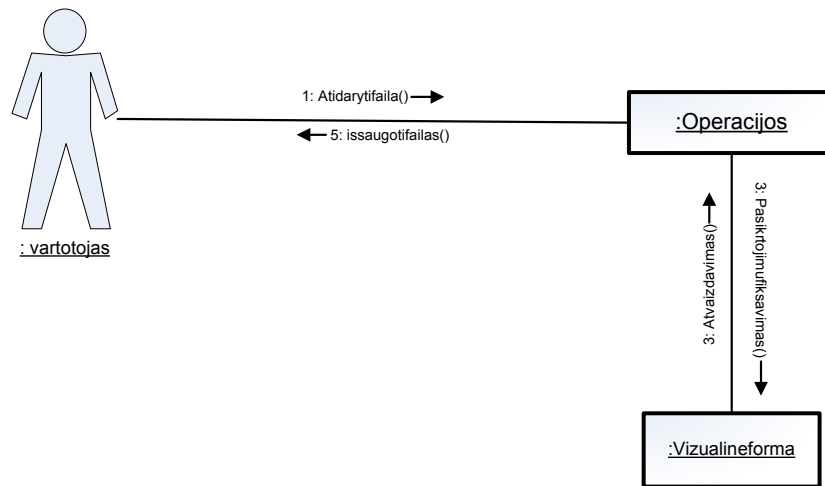 1: Atidarytifaila()
5: issaugotifailas()
:Operacijos
: vartotojas
3: Atvaizdavimas()
3: Pasikrtojimufiksavimas()
:Vizualineforma